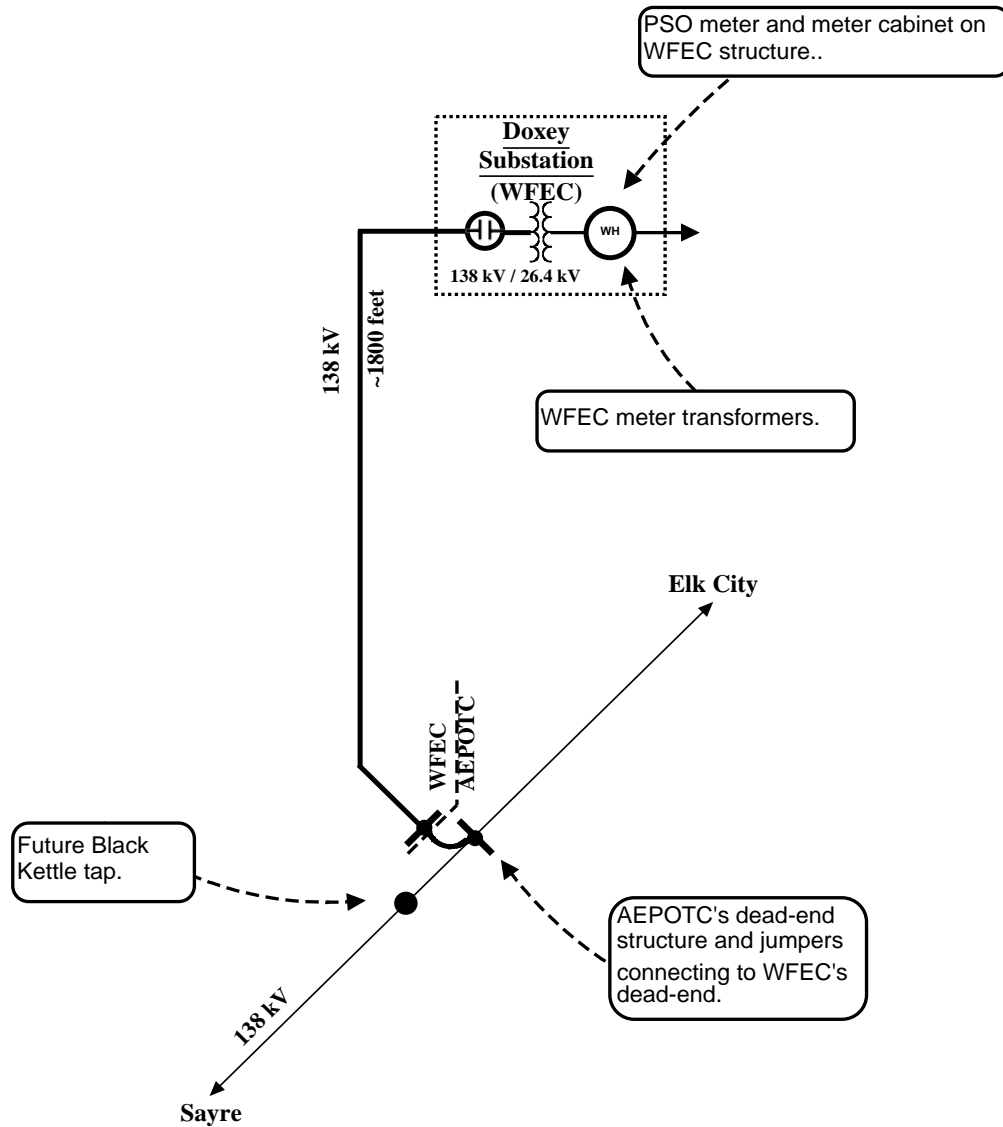 PSO meter and meter cabinet on
WFEC structure..
Doxey
Substation
(WFEC)
WH
138 kV / 26.4 kV
138 kV
~1800 feet
WFEC meter transformers.
Elk City
WFEC
AEPOTC
Future Black
Kettle tap.
AEPOTC's dead-end
structure and jumpers
connecting to WFEC's
dead-end.
138 kV
Sayre